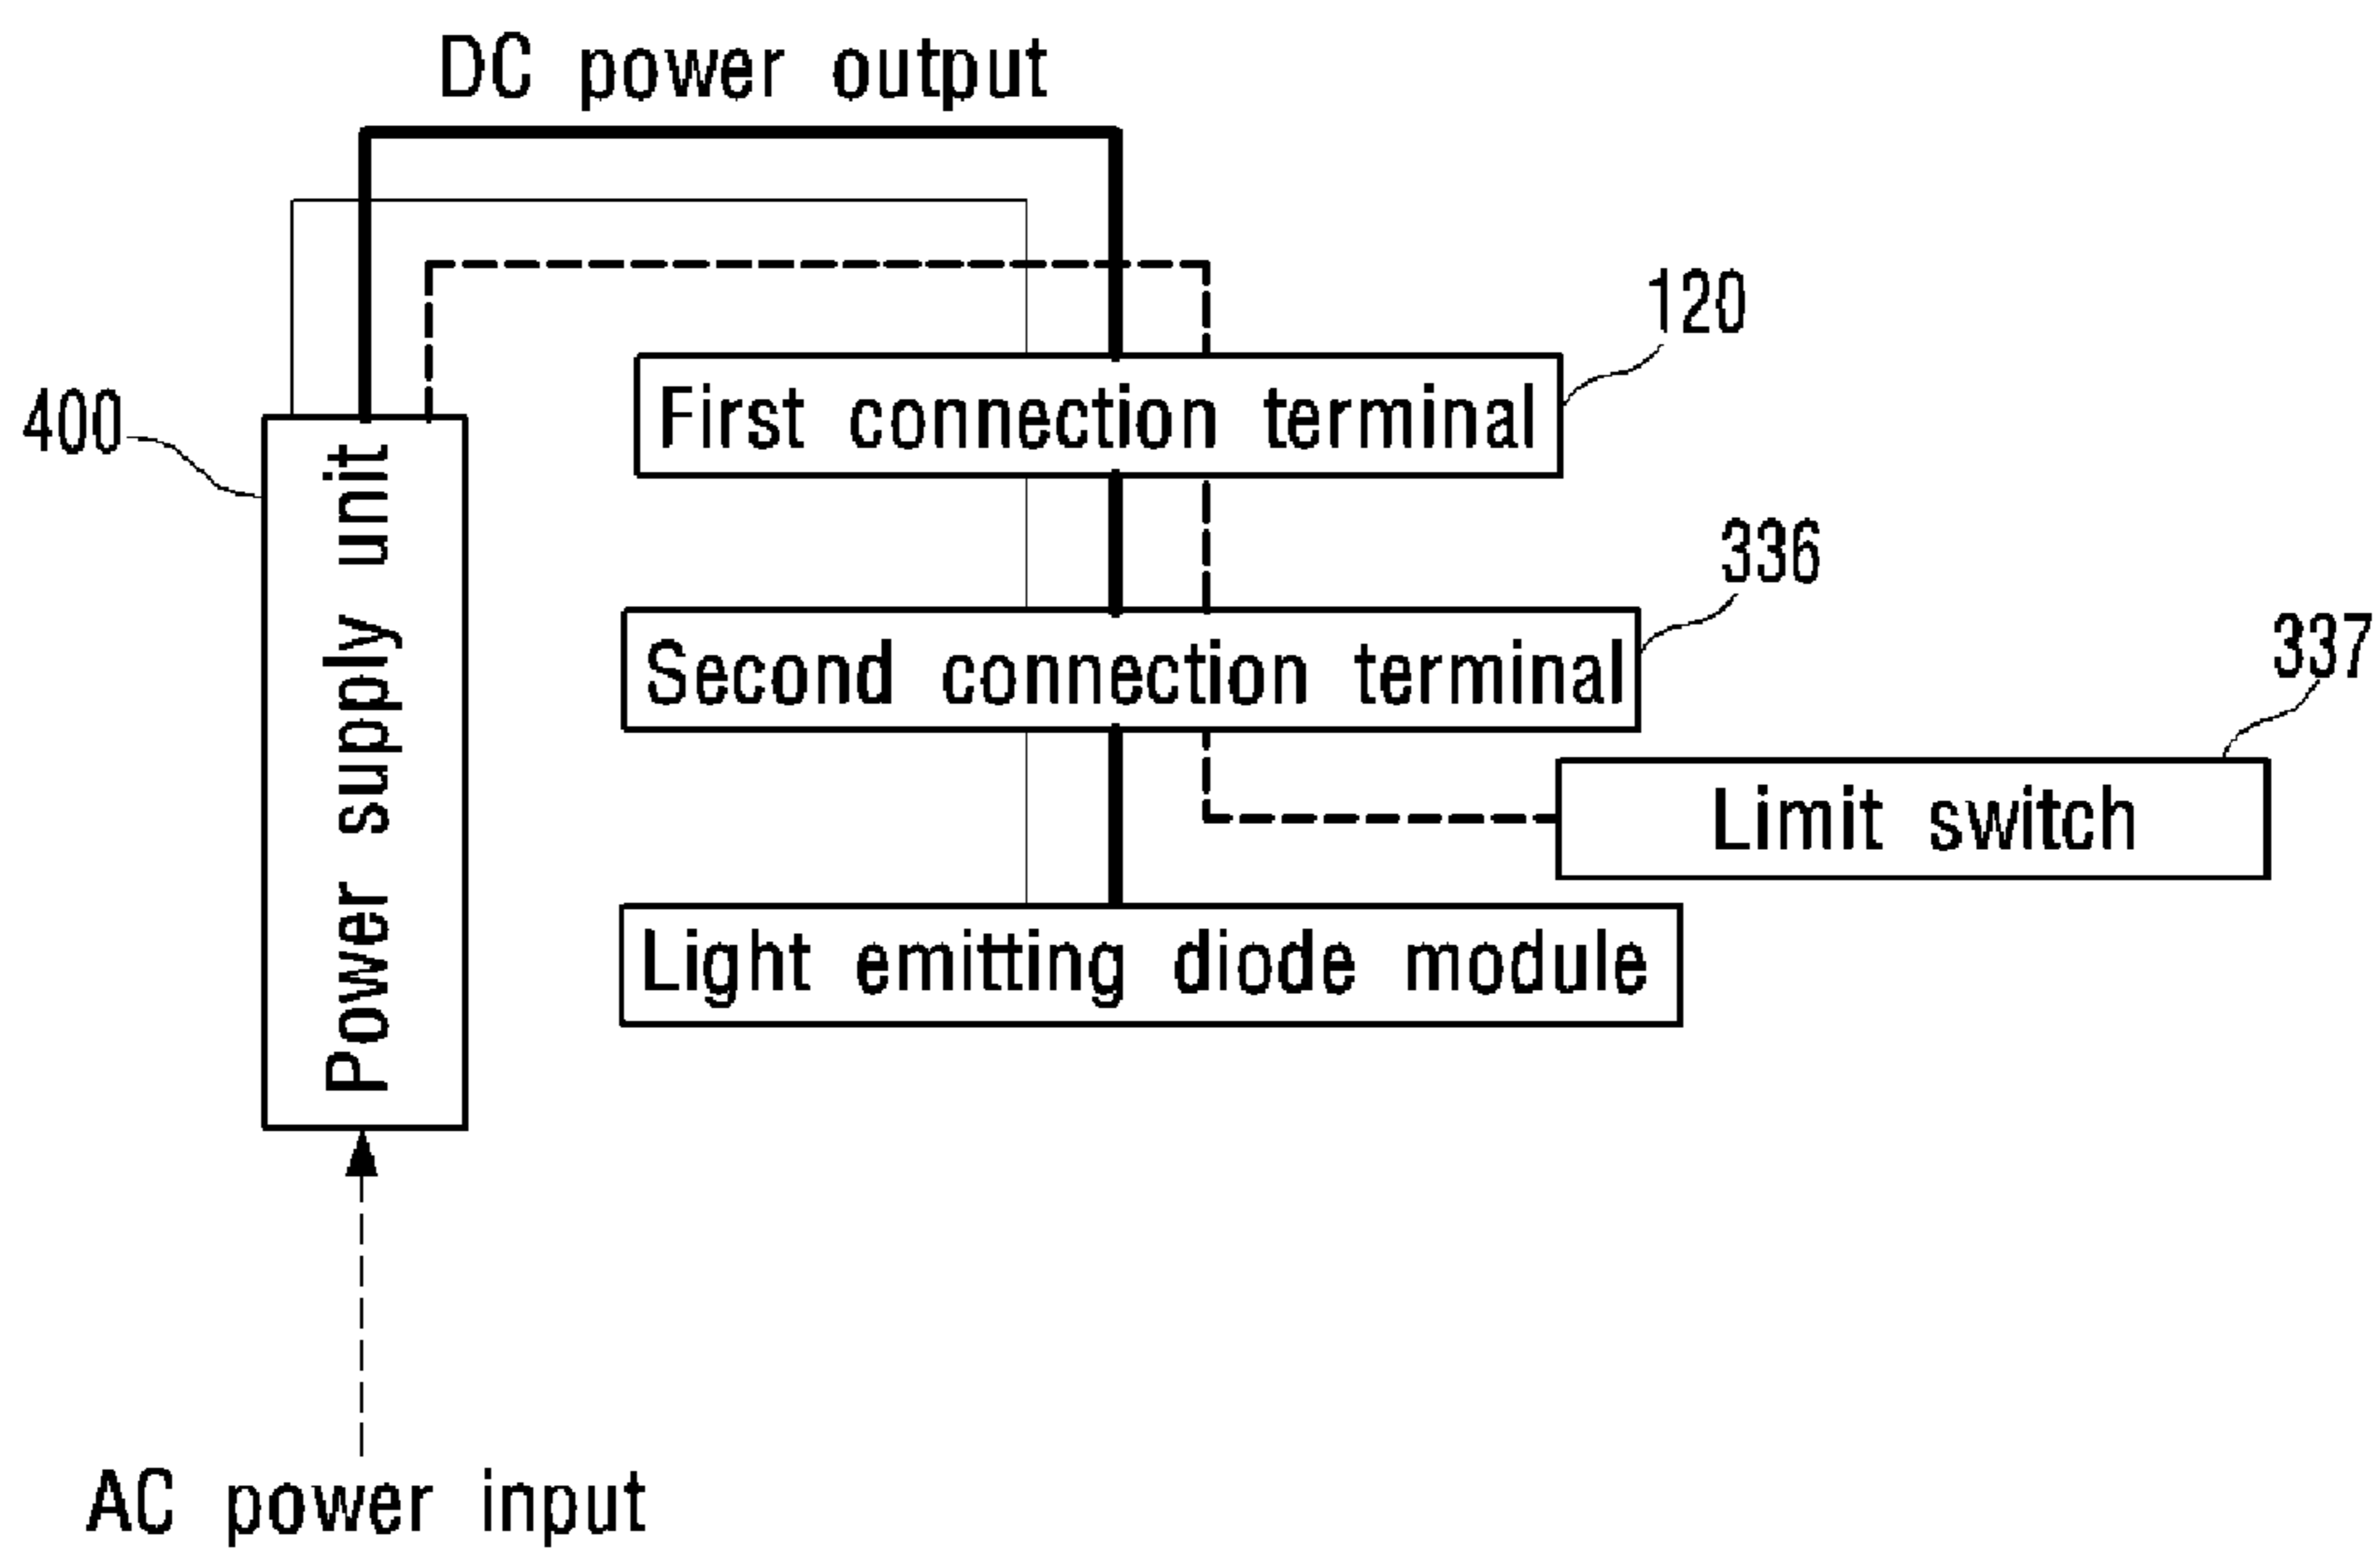 DC power output
120
First connection terminal
400
Power supply unit
336
Second connection terminal
337
Limit switch
Light emitting diode module
AC power input